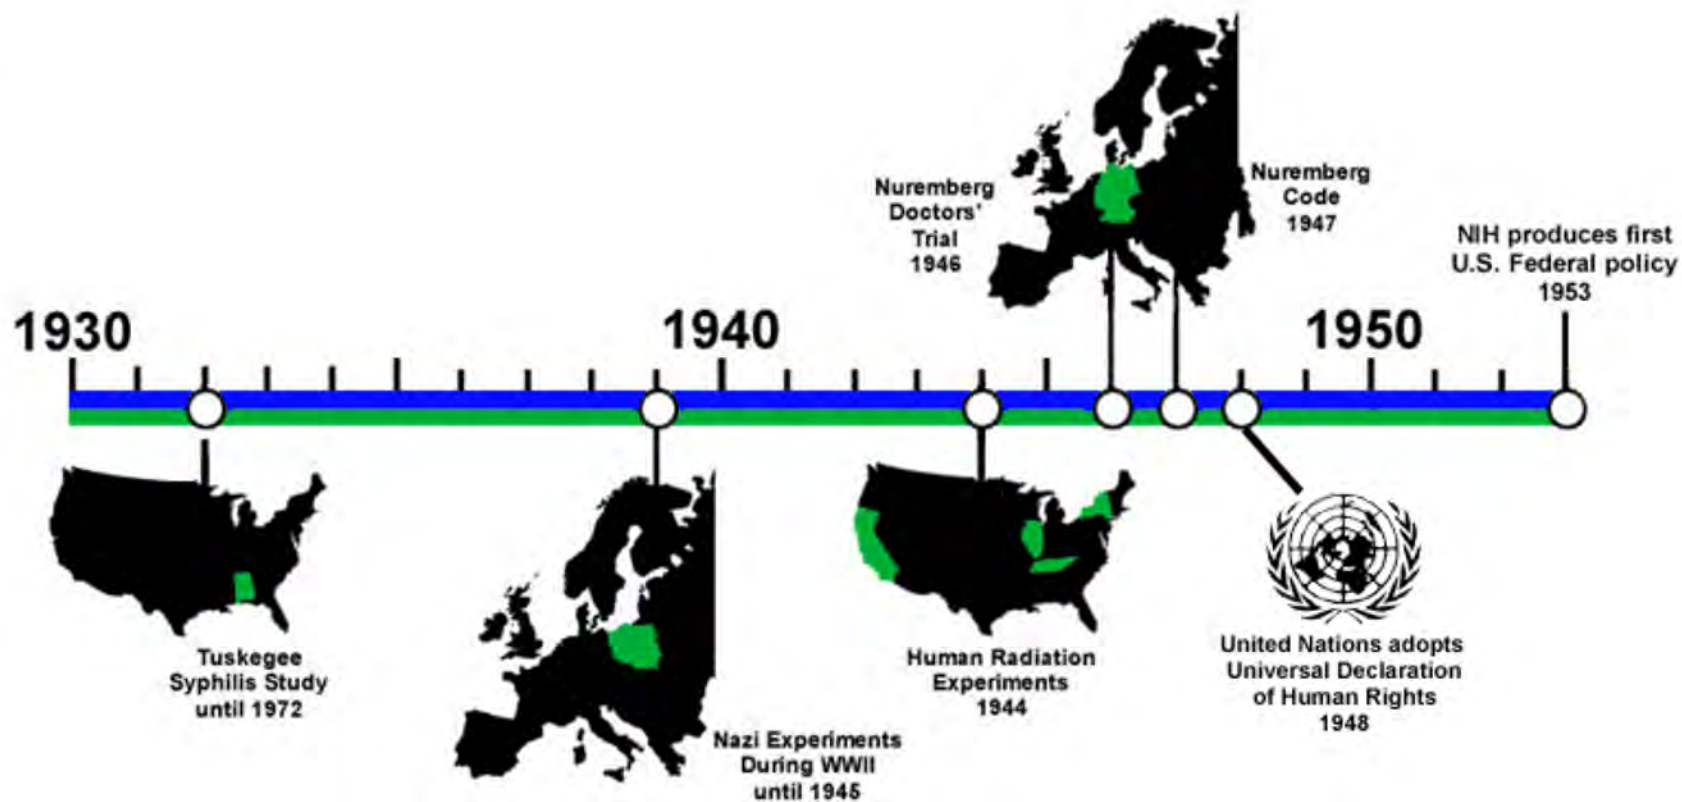 Nuremberg
Doctors'
Trial
1946
Nuremberg
Code
1947
NIH produces first
U.S. Federal policy
1953
1930
1940
1950
Tuskegee
Syphilis Study
until 1972
Nazi Experiments
During WWII
until 1945
Human Radiation
Experiments
1944
United Nations adopts
Universal Declaration
of Human Rights
1948